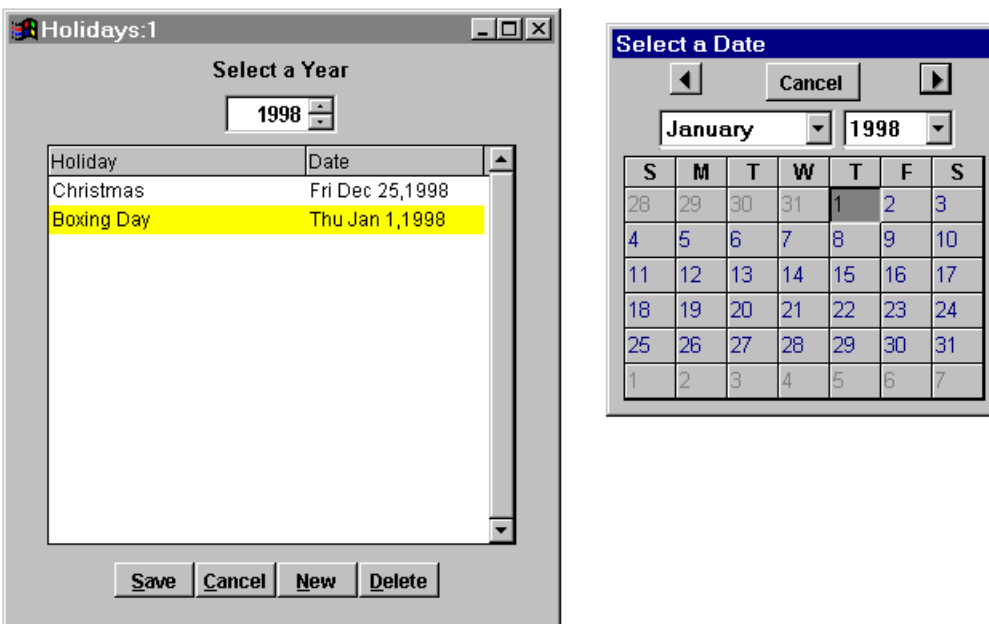 Holidays:1
Select a Year
1998
Holiday Date
Christmas Fri Dec 25,1998
Boxing Day Thu Jan 1,1998
Save Cancel New Delete
Select a Date
Cancel
January 1998
S M T W T F S
28 29 30 31 1 2 3
4 5 6 7 8 9 10
11 12 13 14 15 16 17
18 19 20 21 22 23 24
25 26 27 28 29 30 31
1 2 3 4 5 6 7